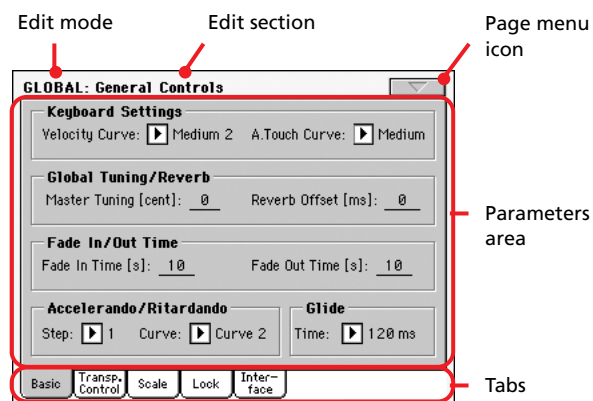 Edit mode
Edit section
Page menu
icon
GLOBAL: General Controls
Keyboard Settings
Velocity Curve: Medium 2 A.Touch Curve: Medium
Global Tuning/Reverb
Master Tuning [cent]: 0 Reverb Offset [ms]: 0
Parameters
area
Fade In/Out Time
Fade In Time [s]: 10 Fade Out Time [s]: 10
Accelerando/Ritardando
Glide
Step: 1 Curve: Curve 2 Time: 120 ms
Basic
Transp.
Control
Scale
Lock
Inter-
face
Tabs